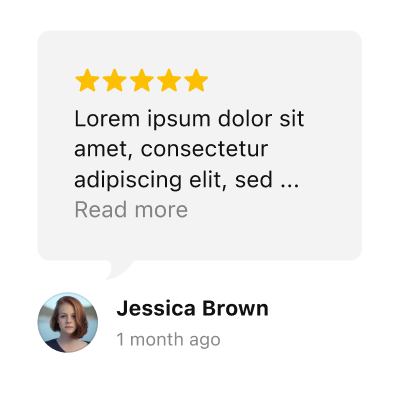 Lorem ipsum dolor sit
amet, consectetur
adipiscing elit, sed ...
Read more
Jessica Brown
1 month ago